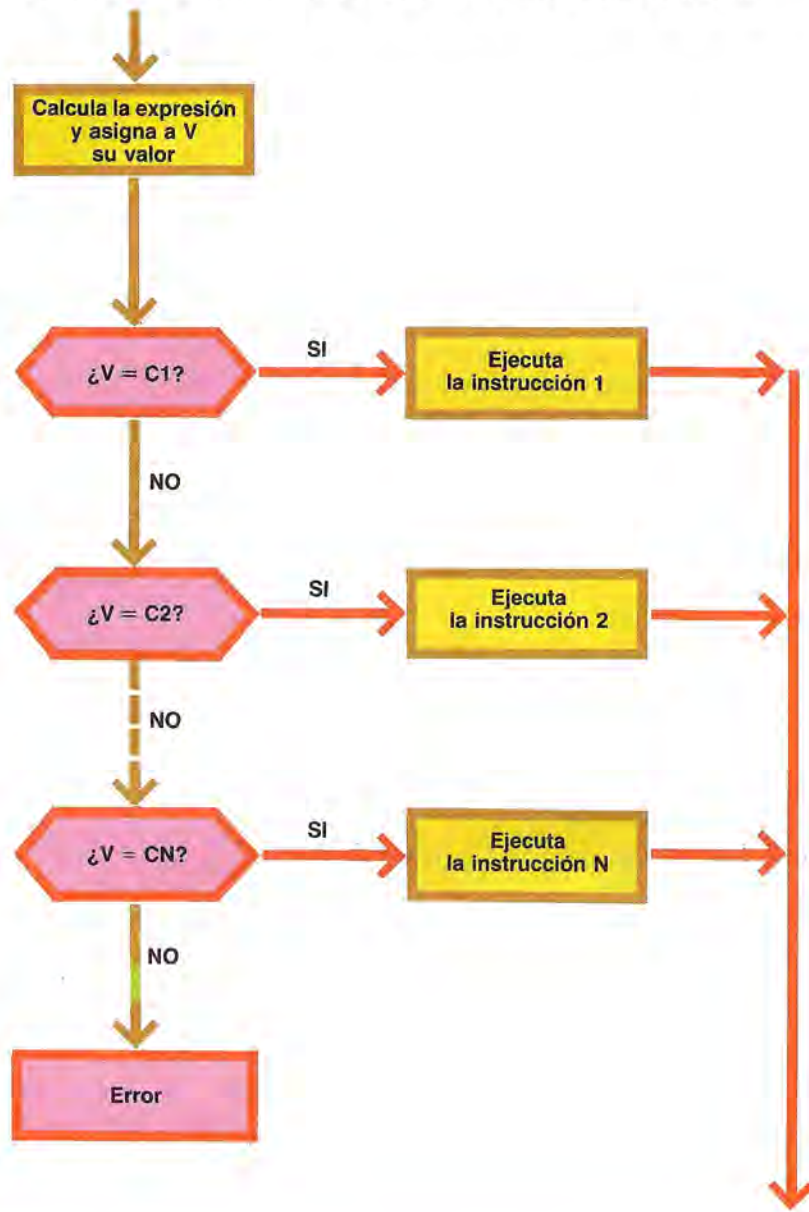 Calcula la expresión
y asigna a V
su valor
¿V = C1?
SI
Ejecuta
la instrucción 1
NO
¿V = C2?
SI
Ejecuta
la instrucción 2
NO
¿V = CN?
SI
Ejecuta
la instrucción N
NO
Error